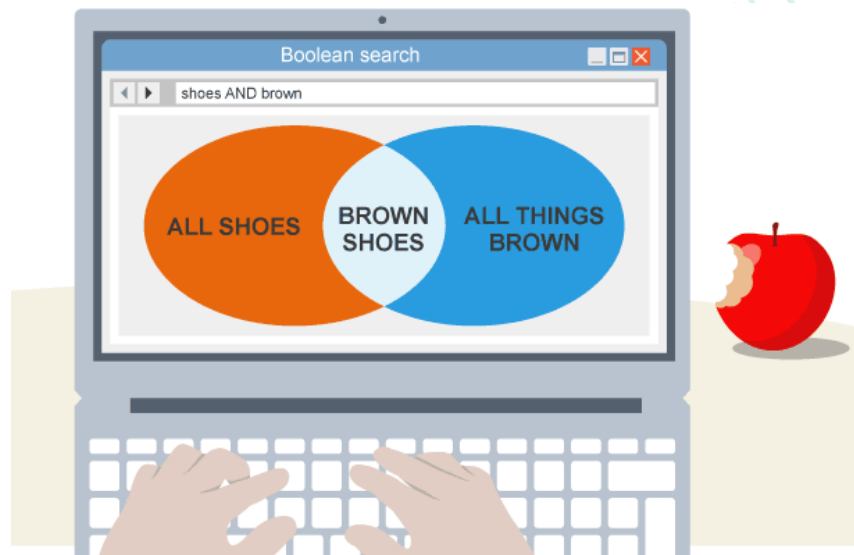 Boolean search
shoes AND brown
ALL SHOES
BROWN
SHOES
ALL THINGS
BROWN